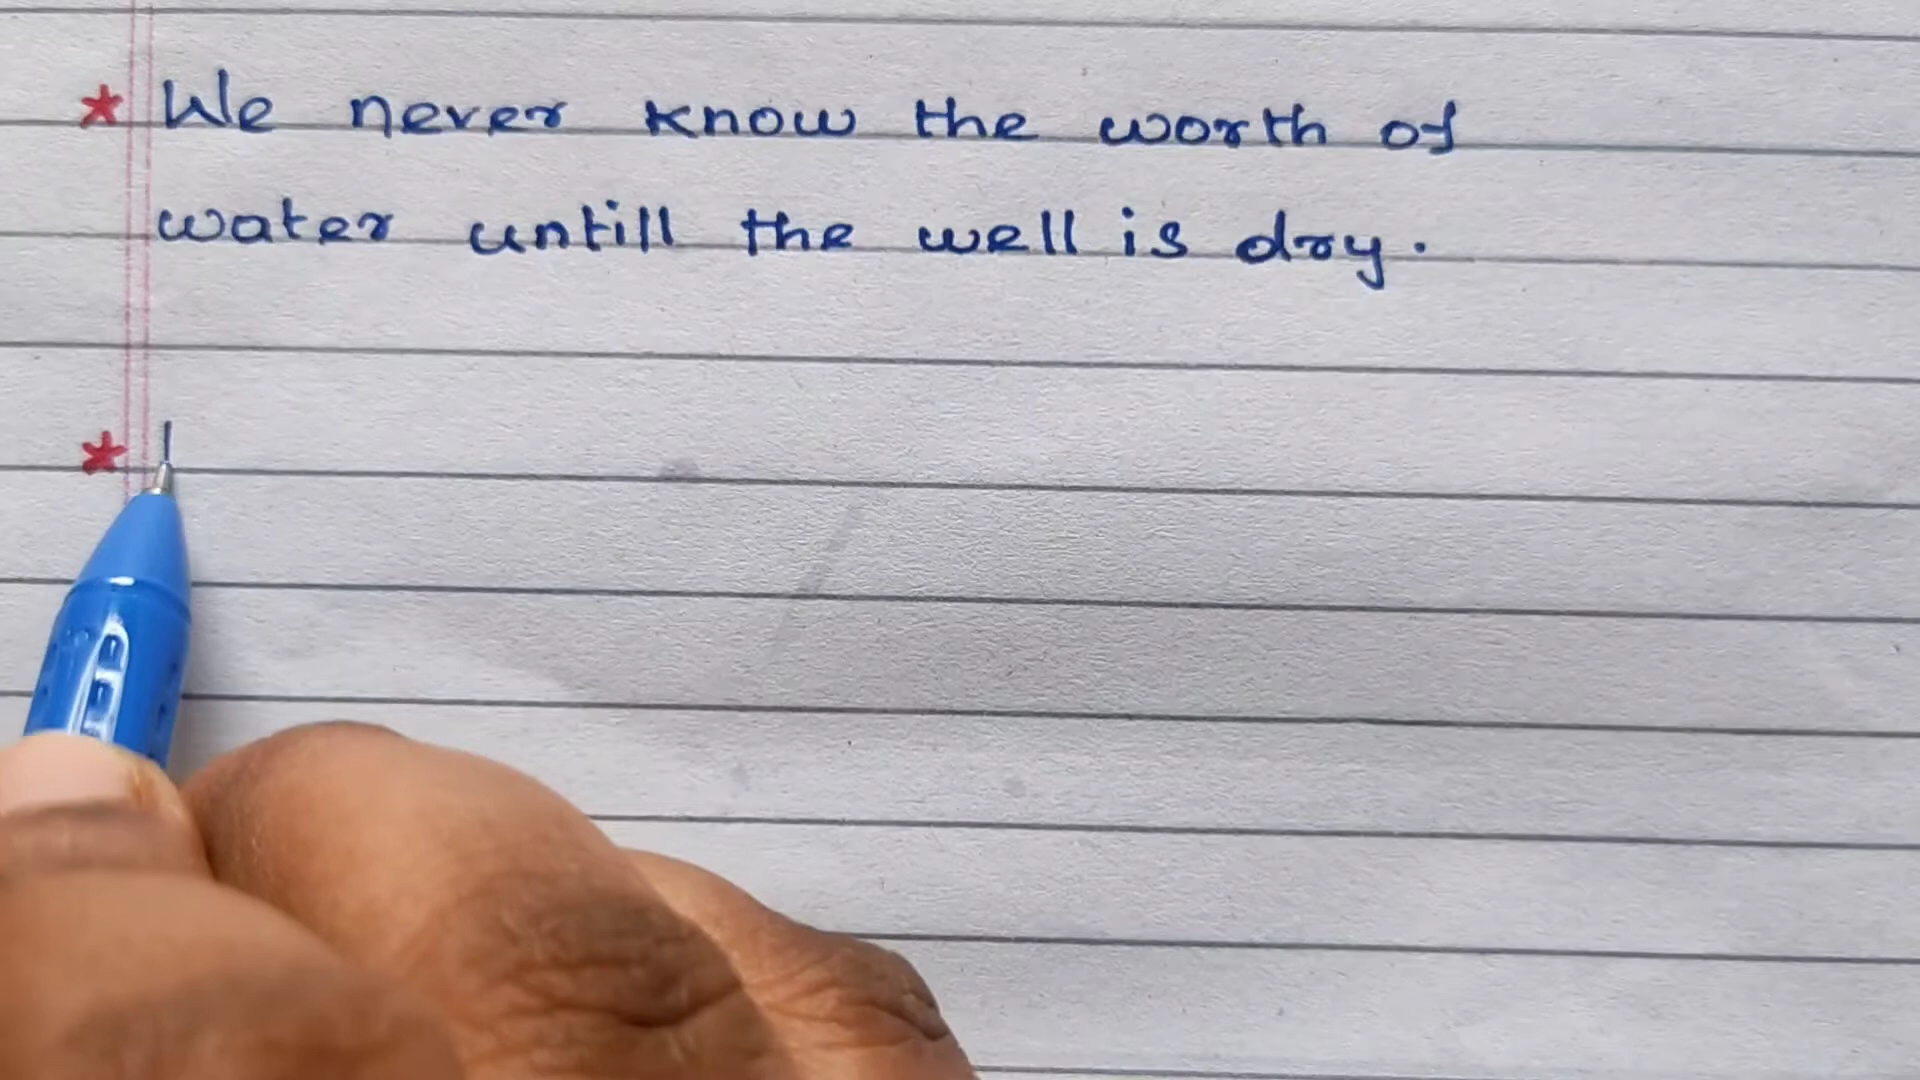 * We never know the worth of
water untill the well is dry.
*